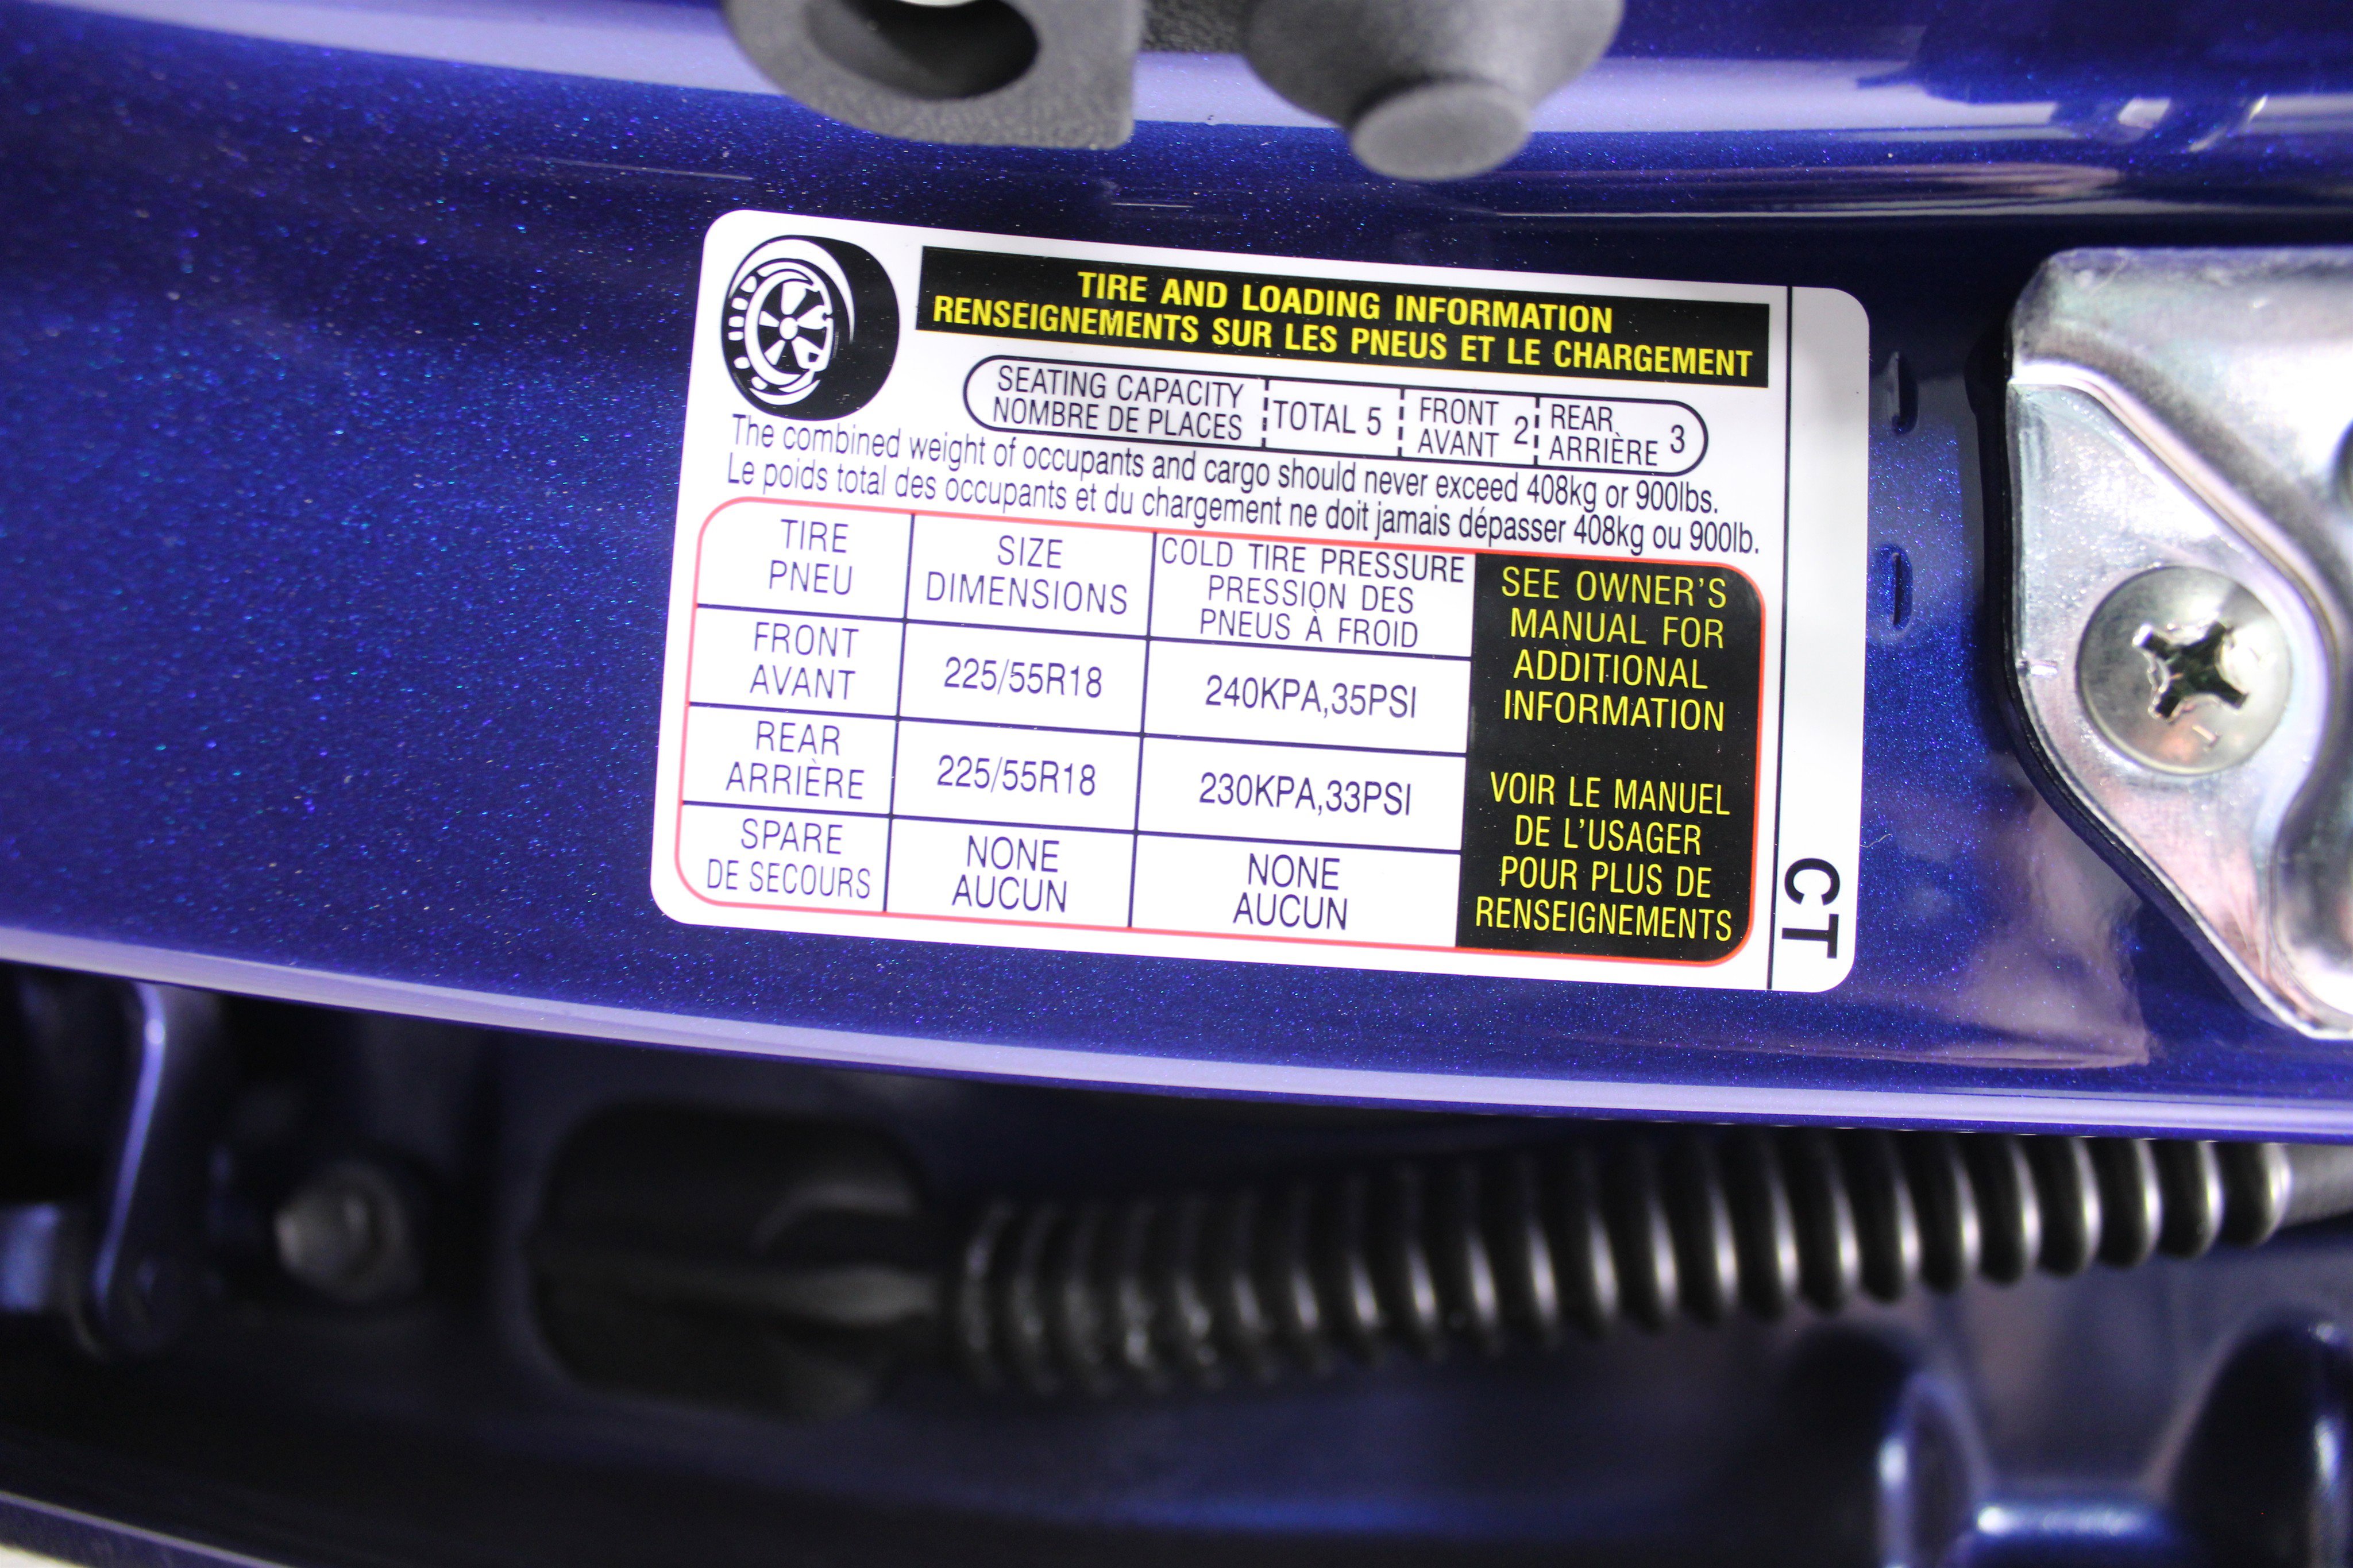 TIRE AND LOADING INFORMATION
RENSEIGNEMENTS SUR LES PNEUS ET LE CHARGEMENT
SEATING CAPACITY
NOMBRE DE PLACES
TOTAL 5
FRONT
AVANT 2
REAR
ARRIÈRE 3
The combined weight of occupants and cargo should never exceed 408kg or 900lbs.
Le poids total des occupants et du chargement ne doit jamais dépasser 408kg ou 900lb.
TIRE
PNEU
SIZE
DIMENSIONS
COLD TIRE PRESSURE
PRESSION DES
PNEUS À FROID
FRONT
AVANT
225/55R18
240KPA,35PSI
REAR
ARRIÈRE
225/55R18
230KPA,33PSI
SPARE
DE SECOURS
NONE
AUCUN
NONE
AUCUN
SEE OWNER'S
MANUAL FOR
ADDITIONAL
INFORMATION
VOIR LE MANUEL
DE L'USAGER
POUR PLUS DE
RENSEIGNEMENTS
CT